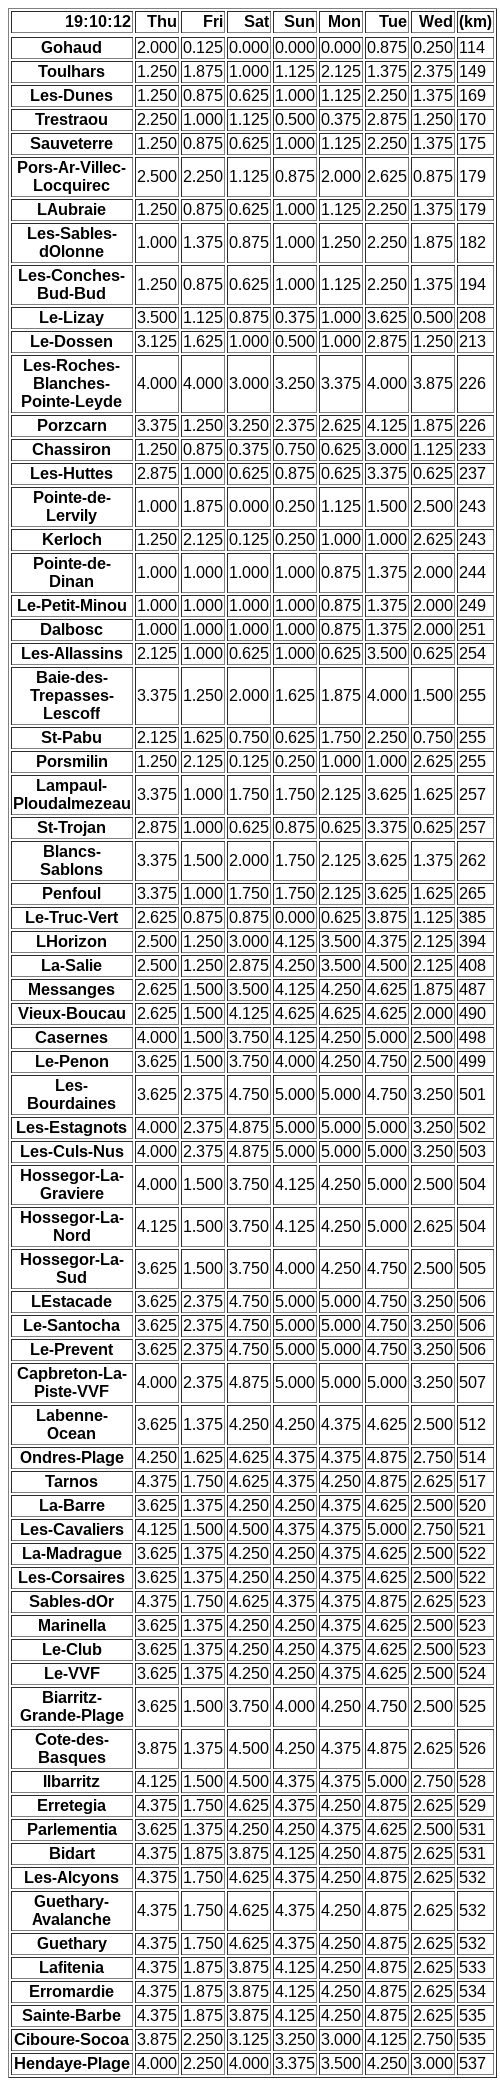 19:10:12 Thu Fri Sat Sun Mon Tue Wed (km)
Gohaud 2.000 0.125 0.000 0.000 0.000 0.875 0.250 114
Toulhars 1.250 1.875 1.000 1.125 2.125 1.375 2.375 149
Les-Dunes 1.250 0.875 0.625 1.000 1.125 2.250 1.375 169
Trestraou 2.250 1.000 1.125 0.500 0.375 2.875 1.250 170
Sauveterre 1.250 0.875 0.625 1.000 1.125 2.250 1.375 175
Pors-Ar-Villec-
Locquirec 2.500 2.250 1.125 0.875 2.000 2.625 0.875 179
LAubraie 1.250 0.875 0.625 1.000 1.125 2.250 1.375 179
Les-Sables-
dOlonne 1.000 1.375 0.875 1.000 1.250 2.250 1.875 182
Les-Conches-
Bud-Bud 1.250 0.875 0.625 1.000 1.125 2.250 1.375 194
Le-Lizay 3.500 1.125 0.875 0.375 1.000 3.625 0.500 208
Le-Dossen 3.125 1.625 1.000 0.500 1.000 2.875 1.250 213
Les-Roches-
Blanches- 4.000 4.000 3.000 3.250 3.375 4.000 3.875 226
Pointe-Leyde
Porzcarn 3.375 1.250 3.250 2.375 2.625 4.125 1.875 226
Chassiron 1.250 0.875 0.375 0.750 0.625 3.000 1.125 233
Les-Huttes 2.875 1.000 0.625 0.875 0.625 3.375 0.625 237
Pointe-de-
Lervily 1.000 1.875 0.000 0.250 1.125 1.500 2.500 243
Kerloch 1.250 2.125 0.125 0.250 1.000 1.000 2.625 243
Pointe-de-
Dinan 1.000 1.000 1.000 1.000 0.875 1.375 2.000 244
Le-Petit-Minou 1.000 1.000 1.000 1.000 0.875 1.375 2.000 249
Dalbosc 1.000 1.000 1.000 1.000 0.875 1.375 2.000 251
Les-Allassins 2.125 1.000 0.625 1.000 0.625 3.500 0.625 254
Baie-des-
Trepasses- 3.375 1.250 2.000 1.625 1.875 4.000 1.500 255
Lescoff
St-Pabu 2.125 1.625 0.750 0.625 1.750 2.250 0.750 255
Porsmilin 1.250 2.125 0.125 0.250 1.000 1.000 2.625 255
Lampaul-
Ploudalmezeau 3.375 1.000 1.750 1.750 2.125 3.625 1.625 257
St-Trojan 2.875 1.000 0.625 0.875 0.625 3.375 0.625 257
Blancs-
Sablons 3.375 1.500 2.000 1.750 2.125 3.625 1.375 262
Penfoul 3.375 1.000 1.750 1.750 2.125 3.625 1.625 265
Le-Truc-Vert 2.625 0.875 0.875 0.000 0.625 3.875 1.125 385
LHorizon 2.500 1.250 3.000 4.125 3.500 4.375 2.125 394
La-Salie 2.500 1.250 2.875 4.250 3.500 4.500 2.125 408
Messanges 2.625 1.500 3.500 4.125 4.250 4.625 1.875 487
Vieux-Boucau 2.625 1.500 4.125 4.625 4.625 4.625 2.000 490
Casernes 4.000 1.500 3.750 4.125 4.250 5.000 2.500 498
Le-Penon 3.625 1.500 3.750 4.000 4.250 4.750 2.500 499
Les-
Bourdaines 3.625 2.375 4.750 5.000 5.000 4.750 3.250 501
Les-Estagnots 4.000 2.375 4.875 5.000 5.000 5.000 3.250 502
Les-Culs-Nus 4.000 2.375 4.875 5.000 5.000 5.000 3.250 503
Hossegor-La-
Graviere 4.000 1.500 3.750 4.125 4.250 5.000 2.500 504
Hossegor-La-
Nord 4.125 1.500 3.750 4.125 4.250 5.000 2.625 504
Hossegor-La-
Sud 3.625 1.500 3.750 4.000 4.250 4.750 2.500 505
LEstacade 3.625 2.375 4.750 5.000 5.000 4.750 3.250 506
Le-Santocha 3.625 2.375 4.750 5.000 5.000 4.750 3.250 506
Le-Prevent 3.625 2.375 4.750 5.000 5.000 4.750 3.250 506
Capbreton-La-
Piste-VVF 4.000 2.375 4.875 5.000 5.000 5.000 3.250 507
Labenne-
Ocean 3.625 1.375 4.250 4.250 4.375 4.625 2.500 512
Ondres-Plage 4.250 1.625 4.625 4.375 4.375 4.875 2.750 514
Tarnos 4.375 1.750 4.625 4.375 4.250 4.875 2.625 517
La-Barre 3.625 1.375 4.250 4.250 4.375 4.625 2.500 520
Les-Cavaliers 4.125 1.500 4.500 4.375 4.375 5.000 2.750 521
La-Madrague 3.625 1.375 4.250 4.250 4.375 4.625 2.500 522
Les-Corsaires 3.625 1.375 4.250 4.250 4.375 4.625 2.500 522
Sables-dOr 4.375 1.750 4.625 4.375 4.375 4.875 2.625 523
Marinella 3.625 1.375 4.250 4.250 4.375 4.625 2.500 523
Le-Club 3.625 1.375 4.250 4.250 4.375 4.625 2.500 523
Le-VVF 3.625 1.375 4.250 4.250 4.375 4.625 2.500 524
Biarritz-
Grande-Plage 3.625 1.500 3.750 4.000 4.250 4.750 2.500 525
Cote-des-
Basques 3.875 1.375 4.500 4.250 4.375 4.875 2.625 526
Ilbarritz 4.125 1.500 4.500 4.375 4.375 5.000 2.750 528
Erretegia 4.375 1.750 4.625 4.375 4.250 4.875 2.625 529
Parlementia 3.625 1.375 4.250 4.250 4.375 4.625 2.500 531
Bidart 4.375 1.875 3.875 4.125 4.250 4.875 2.625 531
Les-Alcyons 4.375 1.750 4.625 4.375 4.250 4.875 2.625 532
Guethary-
Avalanche 4.375 1.750 4.625 4.375 4.250 4.875 2.625 532
Guethary 4.375 1.750 4.625 4.375 4.250 4.875 2.625 532
Lafitenia 4.375 1.875 3.875 4.125 4.250 4.875 2.625 533
Erromardie 4.375 1.875 3.875 4.125 4.250 4.875 2.625 534
Sainte-Barbe 4.375 1.875 3.875 4.125 4.250 4.875 2.625 535
Ciboure-Socoa 3.875 2.250 3.125 3.250 3.000 4.125 2.750 535
Hendaye-Plage 4.000 2.250 4.000 3.375 3.500 4.250 3.000 537